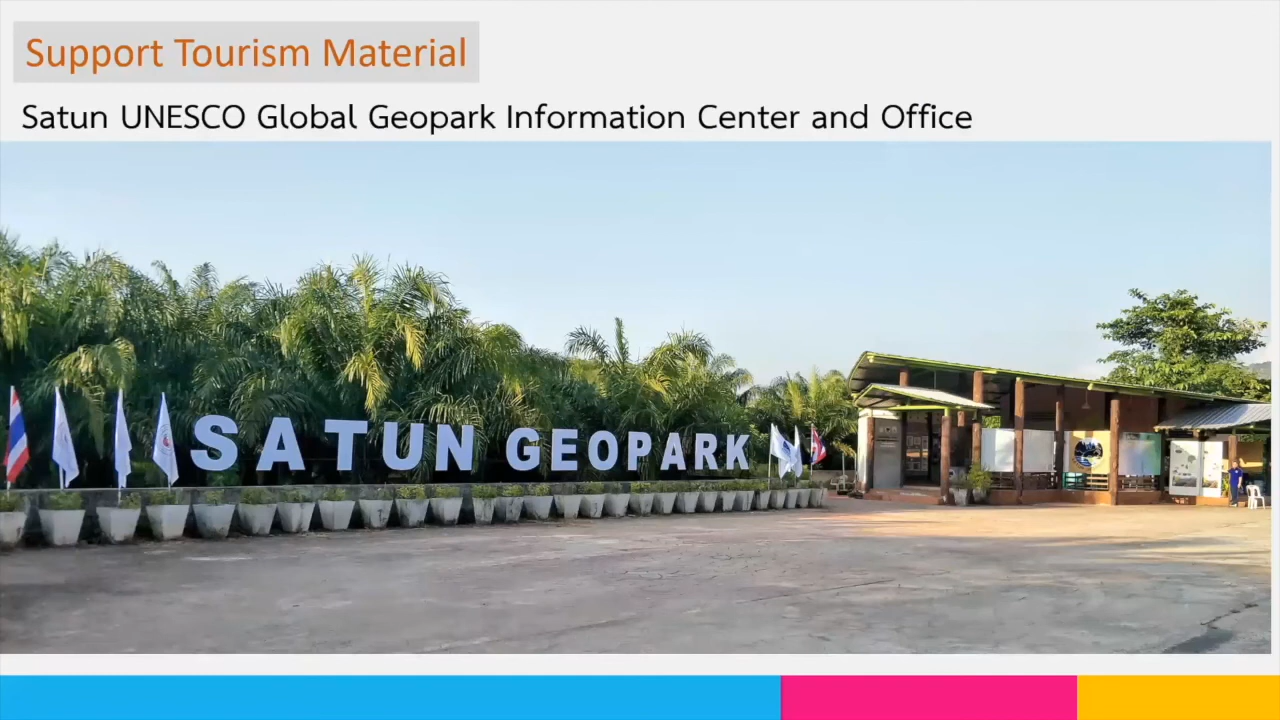 Support Tourism Material
Satun UNESCO Global Geopark Information Center and Office
SATUN GEOPARK